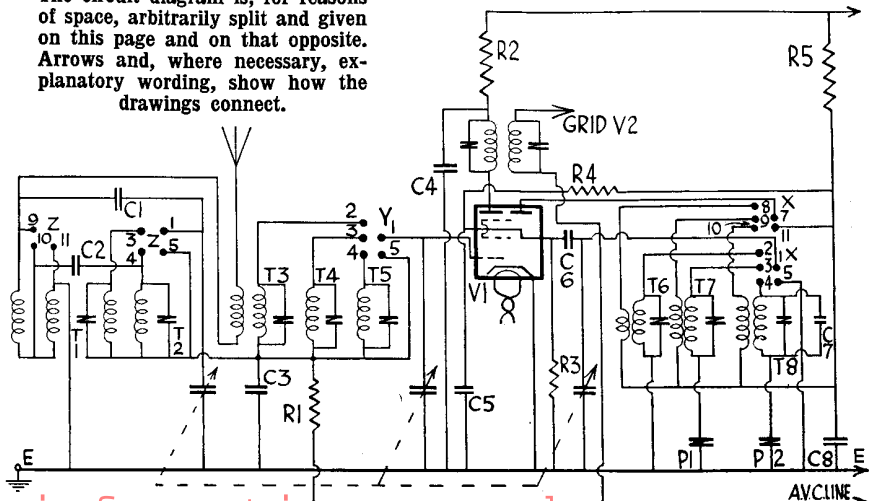 The circuit diagram is, for reasons
of space, arbitrarily split and given
on this page and on that opposite.
Arrows and, where necessary, ex-
planatory wording, show how the
drawings connect.
R2
R5
GRID V2
C4
R4
C1
9 Z
10 11
C2
3 Z 1
4 5
2
3 Y 1
4 5
T3
T4
T5
V1
C6
8 X
9 7
10 11
2 1X
3
4 5
T6
T7
T1
T2
C7
T8
C3
R1
C5
R3
P1
P2
C8
E
E
A.V.C. LINE